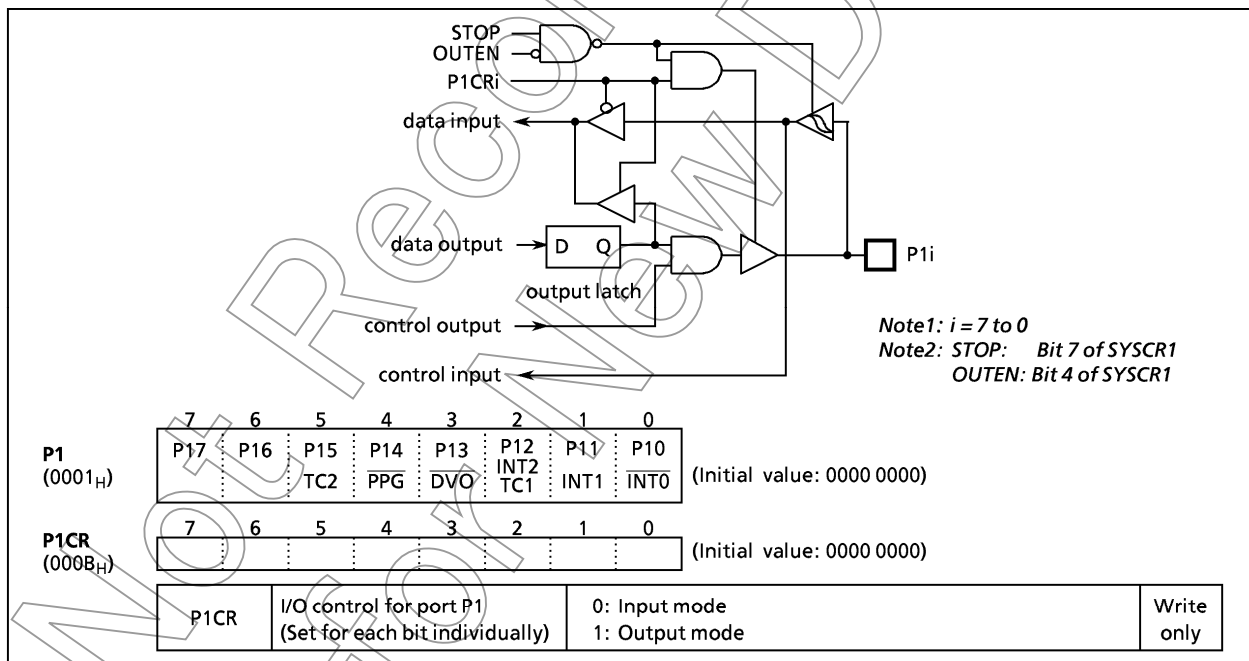 STOP
OUTEN
P1CRi
data input
data output
D Q
P1i
output latch
control output
control input
Note1: i = 7 to 0
Note2: STOP: Bit 7 of SYSCR1
OUTEN: Bit 4 of SYSCR1
7 6 5 4 3 2 1 0
P1
(0001H)
P17 P16 P15 P14 P13 P12 P11 P10
TC2 PPG DVO INT2 TC1 INT1 INT0
(Initial value: 0000 0000)
7 6 5 4 3 2 1 0
P1CR
(000BH)
(Initial value: 0000 0000)
P1CR
I/O control for port P1
(Set for each bit individually)
0: Input mode
1: Output mode
Write
only
Not Recom
for New D